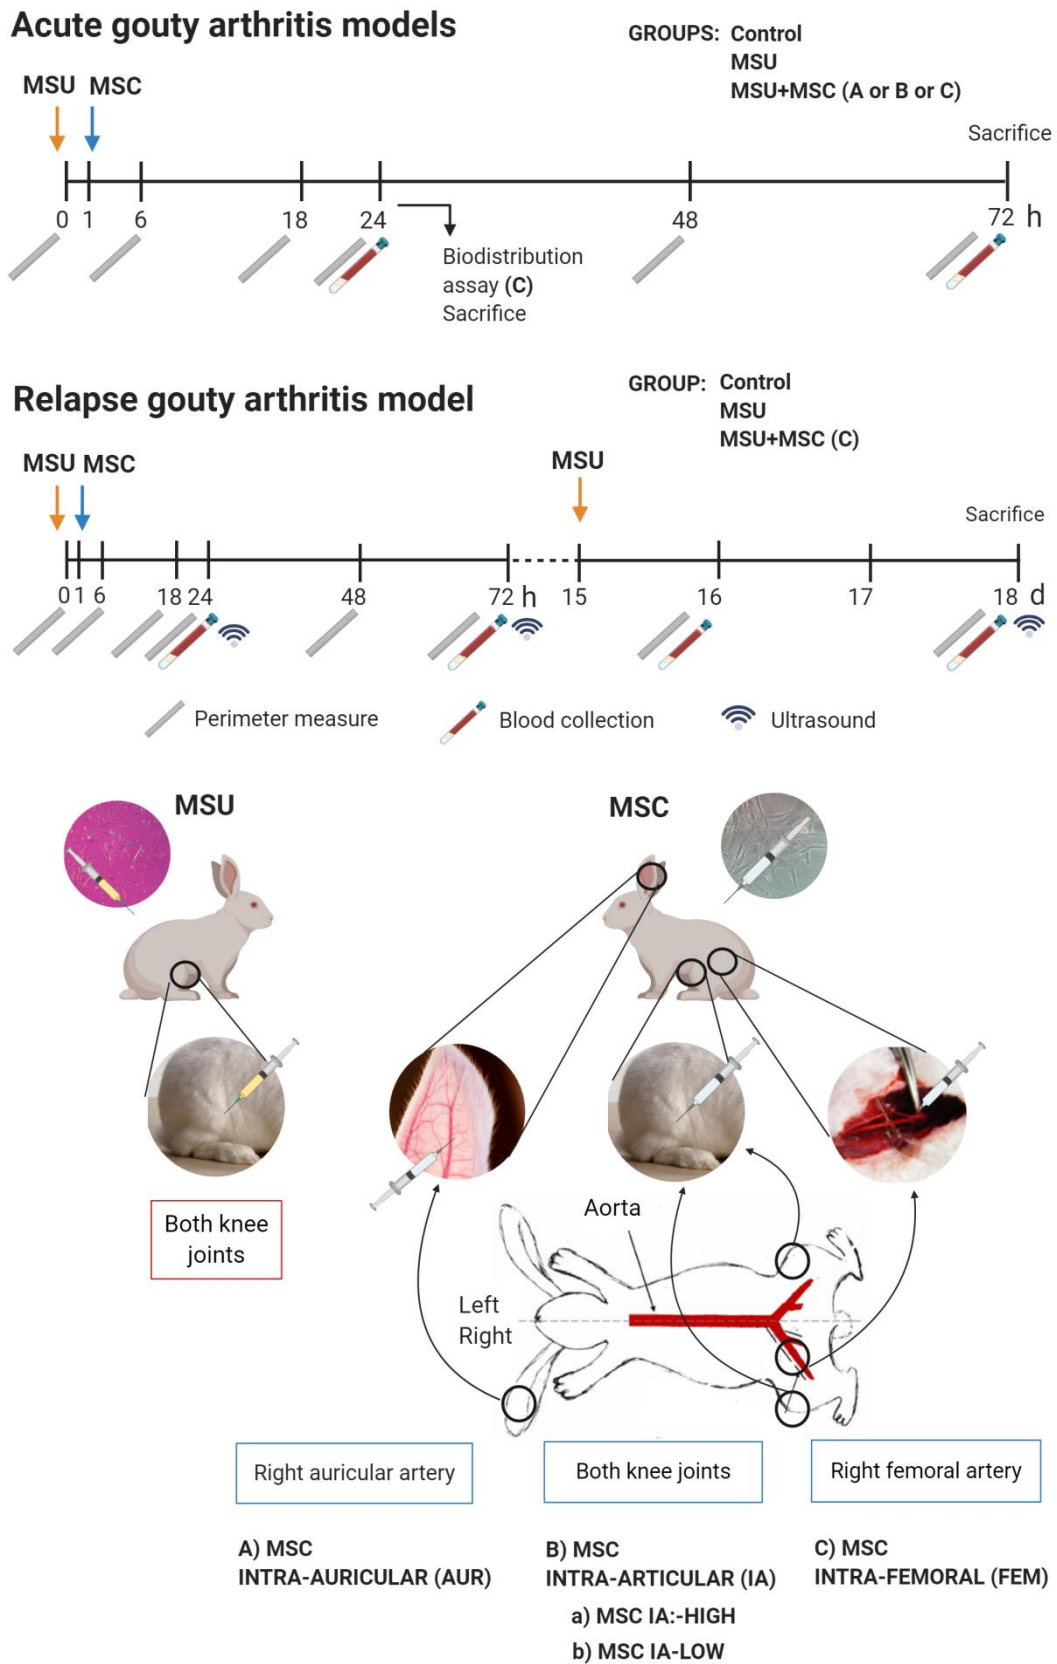 Acute gouty arthritis models
GROUPS: Control
MSU
MSU+MSC (A or B or C)
MSU MSC
Sacrifice
0 1 6 18 24 48 72 h
Biodistribution
assay (C)
Sacrifice
Relapse gouty arthritis model
GROUP: Control
MSU
MSU+MSC (C)
MSU MSC
MSU
Sacrifice
0 1 6 18 24 48 72 h 15 16 17 18 d
Perimeter measure
Blood collection
Ultrasound
MSU
MSC
Both knee
joints
Aorta
Left
Right
Right auricular artery
Both knee joints
Right femoral artery
A) MSC
INTRA-AURICULAR (AUR)
B) MSC
INTRA-ARTICULAR (IA)
a) MSC IA:-HIGH
b) MSC IA-LOW
C) MSC
INTRA-FEMORAL (FEM)